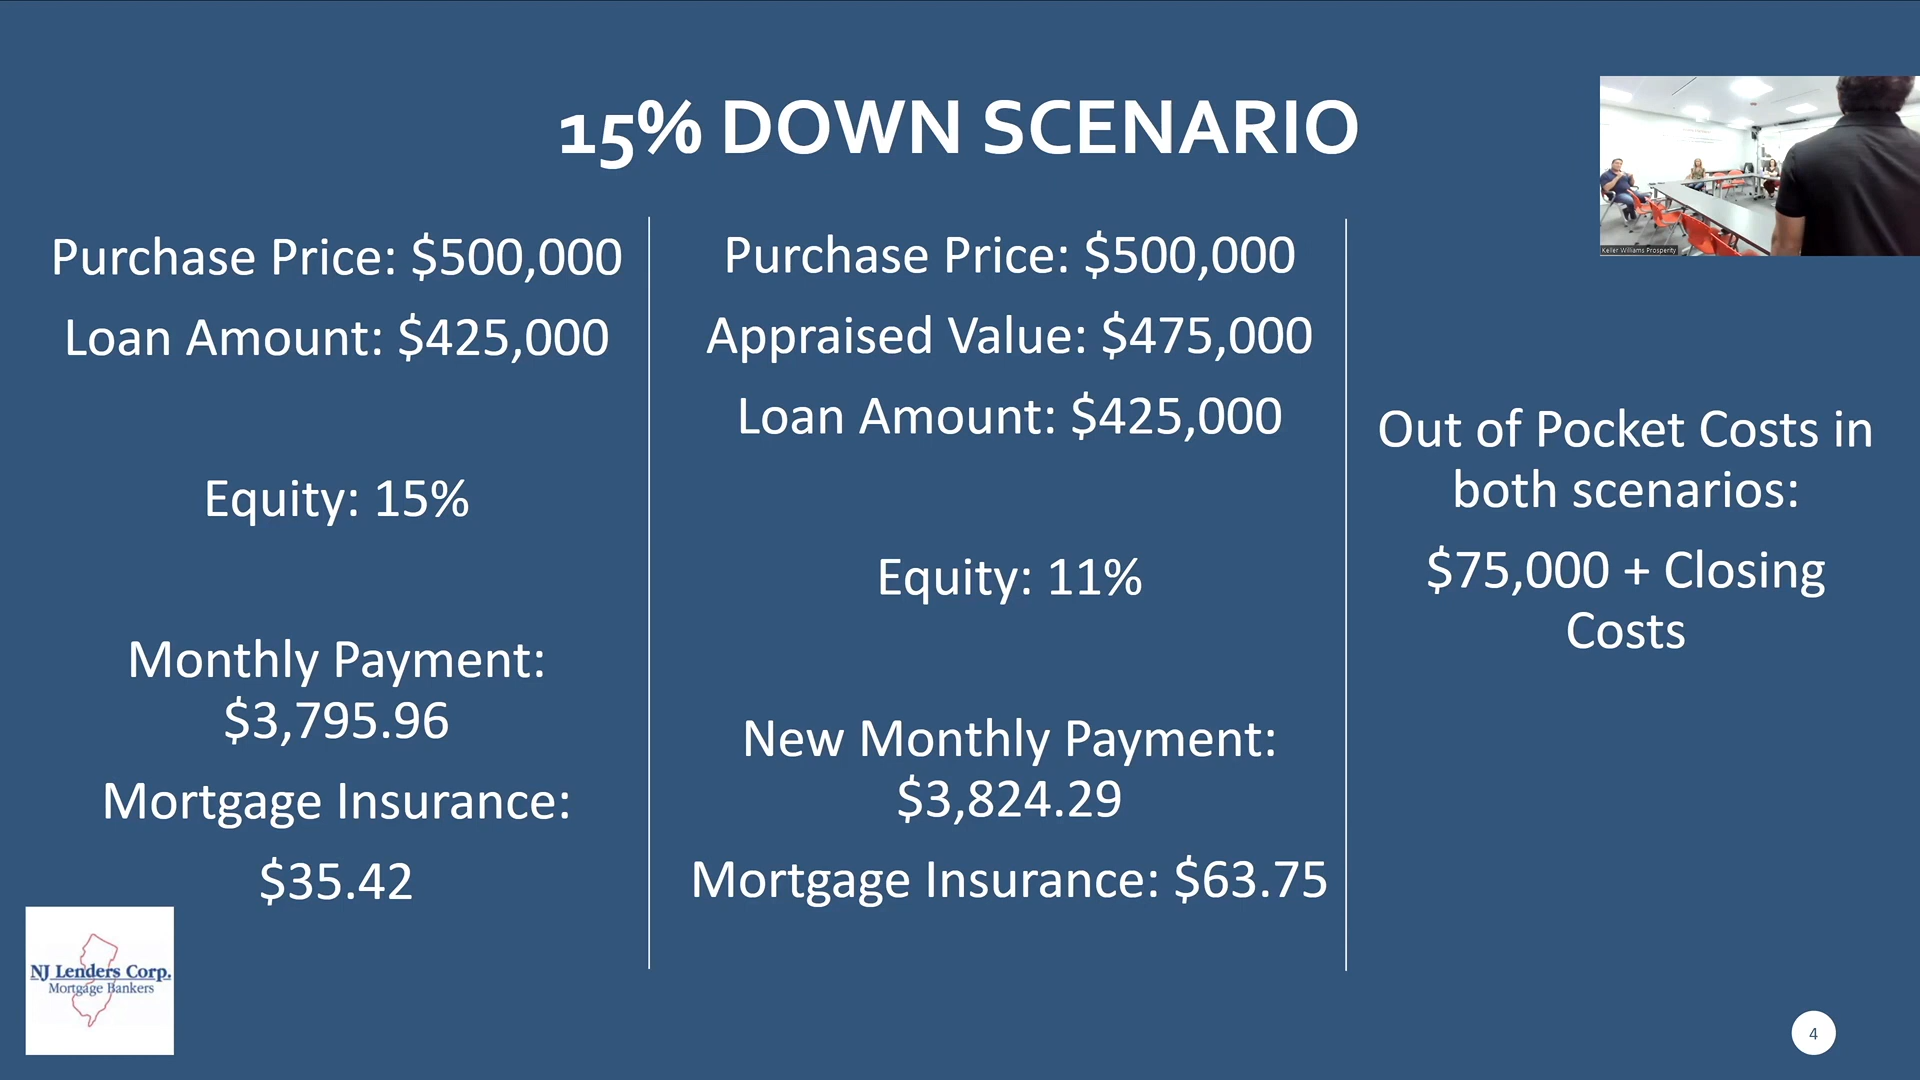 15% DOWN SCENARIO
Purchase Price: $500,000
Loan Amount: $425,000
Equity: 15%
Monthly Payment:
$3,795.96
Mortgage Insurance:
$35.42
Purchase Price: $500,000
Appraised Value: $475,000
Loan Amount: $425,000
Equity: 11%
New Monthly Payment:
$3,824.29
Mortgage Insurance: $63.75
Out of Pocket Costs in
both scenarios:
$75,000 + Closing
Costs
Keller Williams Prosperity
NJ Lenders Corp.
Mortgage Bankers
4